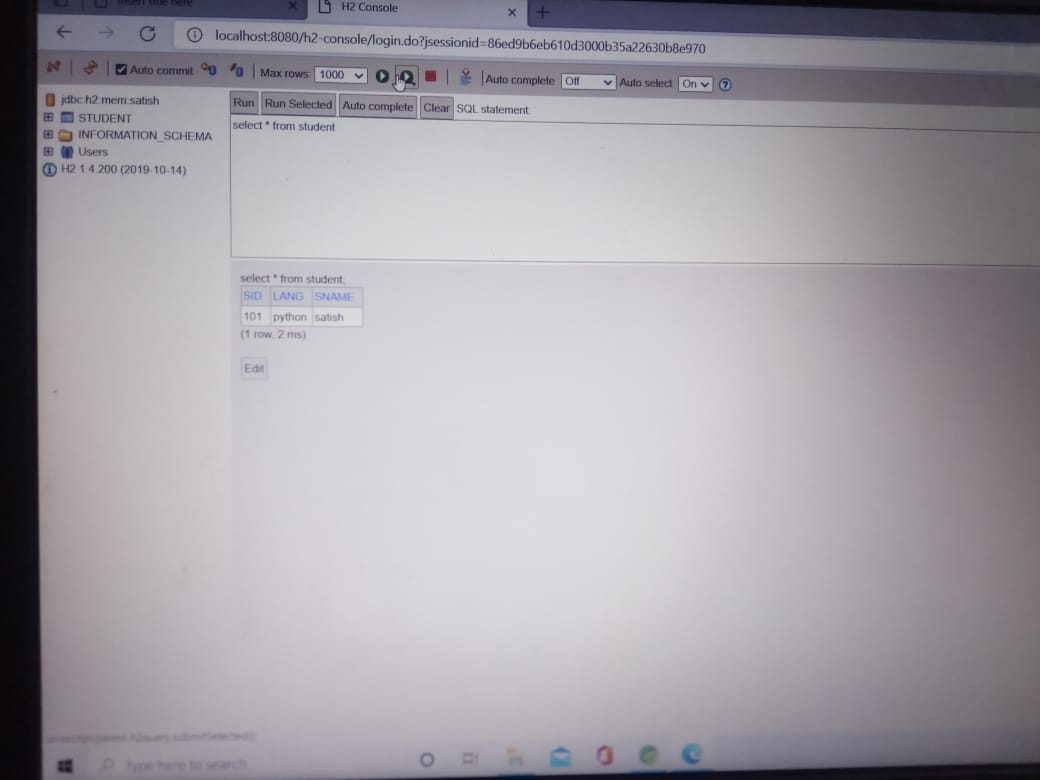 Insert title here
H2 Console
localhost:8080/h2-console/login.do?jsessionid=86ed9b6eb610d3000b35a22630b8e970
Auto commit Max rows: 1000 Auto complete Off Auto select On
jdbc:h2:mem:satish
STUDENT
INFORMATION_SCHEMA
Users
H2 1.4.200 (2019-10-14)
Run Run Selected Auto complete Clear SQL statement:
select * from student
select * from student;
SID LANG SNAME
101 python satish
(1 row, 2 ms)
Edit
Type here to search